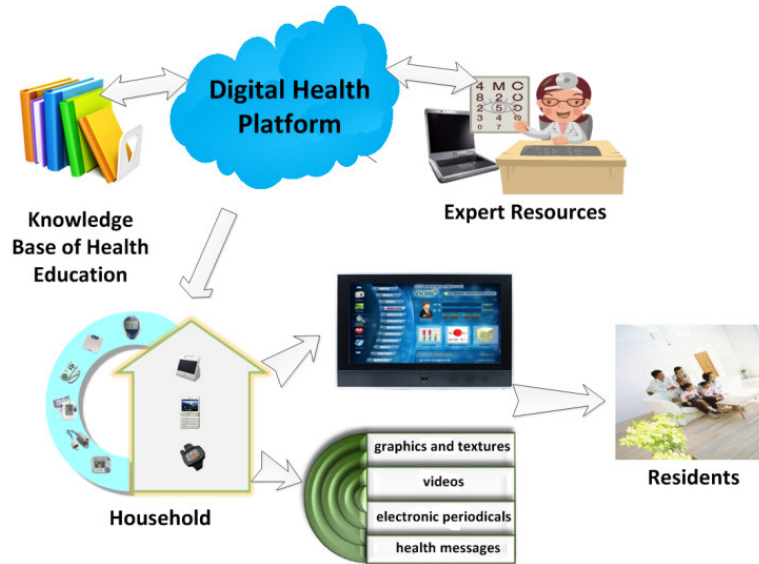 Digital Health
Platform
4 M C
Expert Resources
Knowledge
Base of Health
Education
graphics and textures
videos
electronic periodicals
health messages
Household
Residents